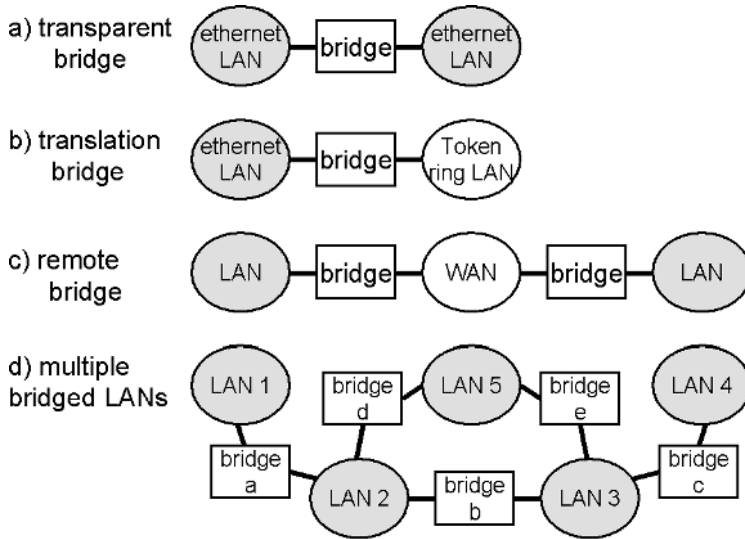 a) transparent
bridge
ethernet
LAN
bridge
ethernet
LAN
b) translation
bridge
ethernet
LAN
bridge
Token
ring LAN
c) remote
bridge
LAN
bridge
WAN
bridge
LAN
d) multiple
bridged LANs
LAN 1
bridge
d
LAN 5
bridge
e
LAN 4
bridge
a
LAN 2
bridge
b
LAN 3
bridge
c